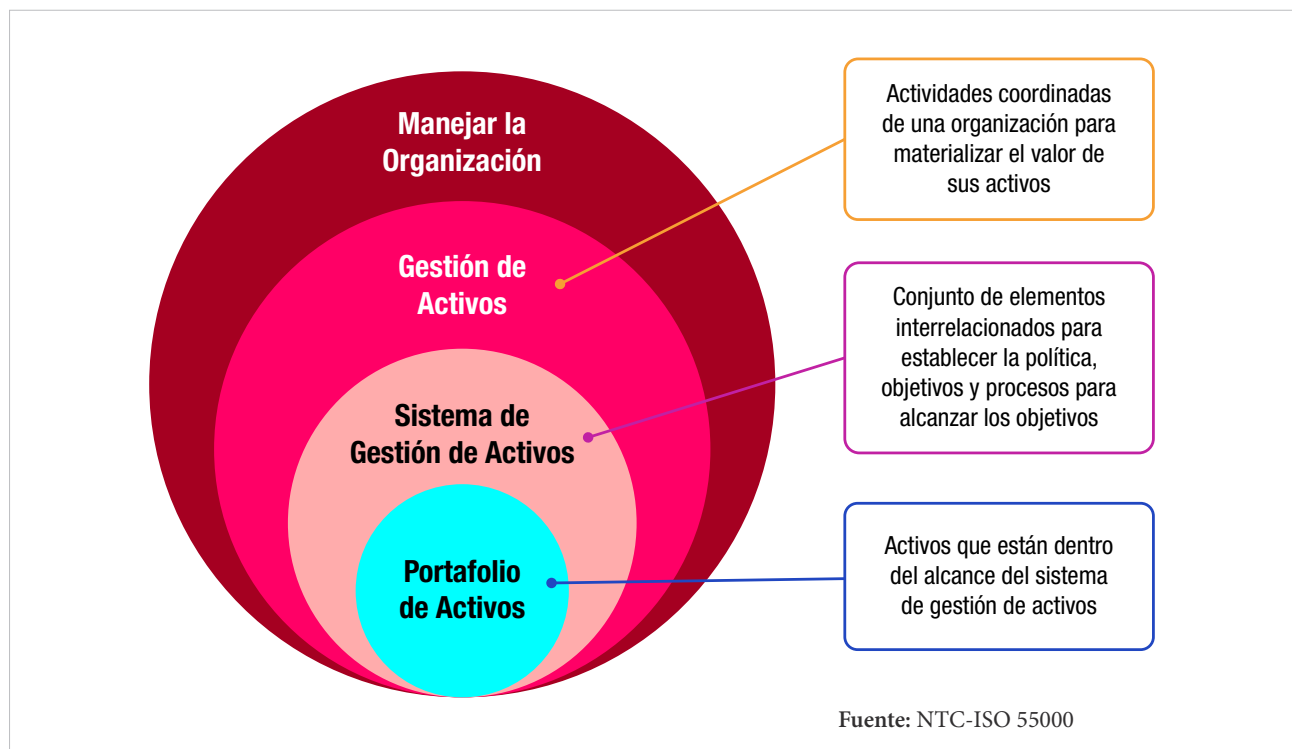 Manejar la
Organización
Gestión de
Activos
Sistema de
Gestión de Activos
Portafolio
de Activos
Actividades coordinadas
de una organización para
materializar el valor de
sus activos
Conjunto de elementos
interrelacionados para
establecer la política,
objetivos y procesos para
alcanzar los objetivos
Activos que están dentro
del alcance del sistema
de gestión de activos
Fuente: NTC-ISO 55000